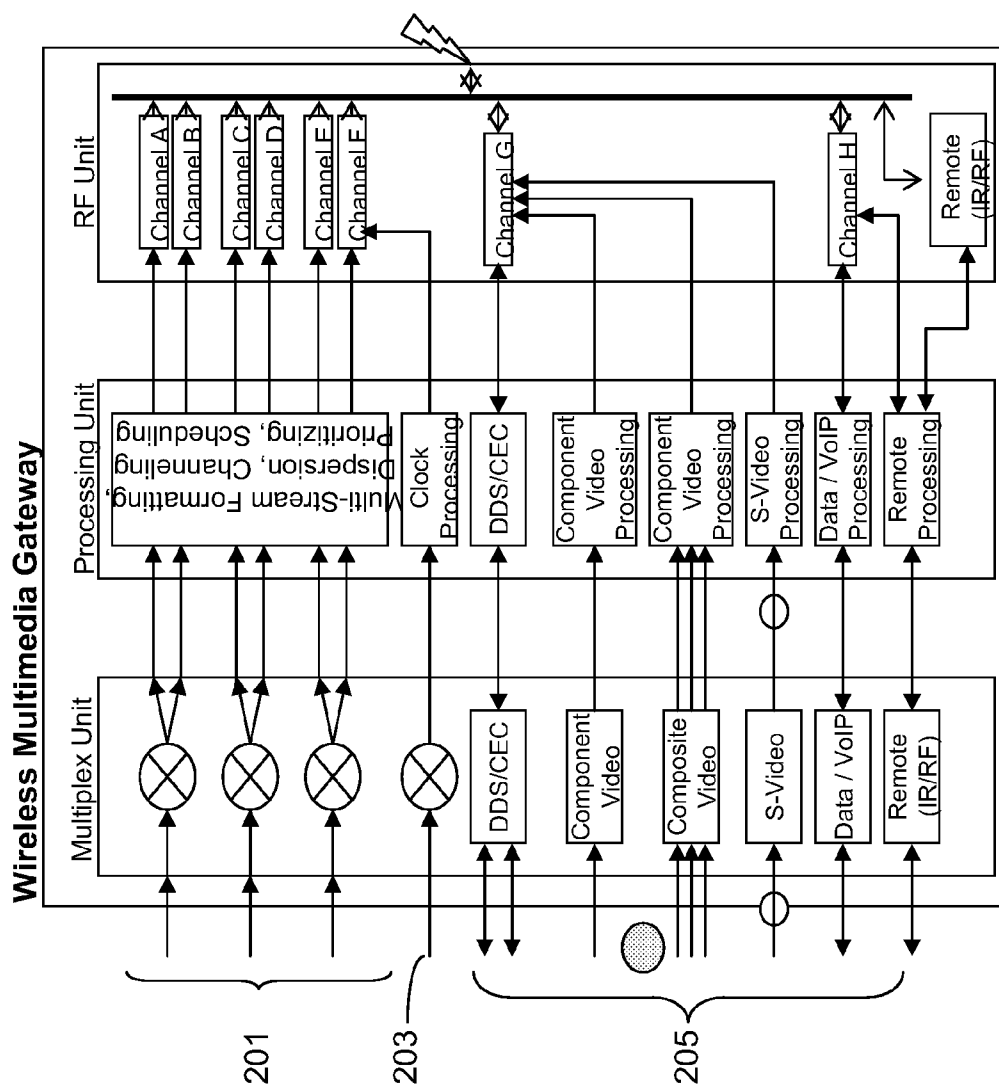 Wireless Multimedia Gateway
Multiplex Unit
Processing Unit
RF Unit
201
203
205
DDS/CEC
Component
Video
Composite
Video
S-Video
Data / VoIP
Remote
(IR/RF)
Multi-Stream Formatting,
Dispersion, Channeling
Prioritizing, Scheduling
Clock
Processing
DDS/CEC
Component
Video
Processing
Component
Video
Processing
S-Video
Processing
Data / VoIP
Processing
Remote
Processing
Channel A
Channel B
Channel C
Channel D
Channel E
Channel F
Channel G
Channel H
Remote
(IR/RF)